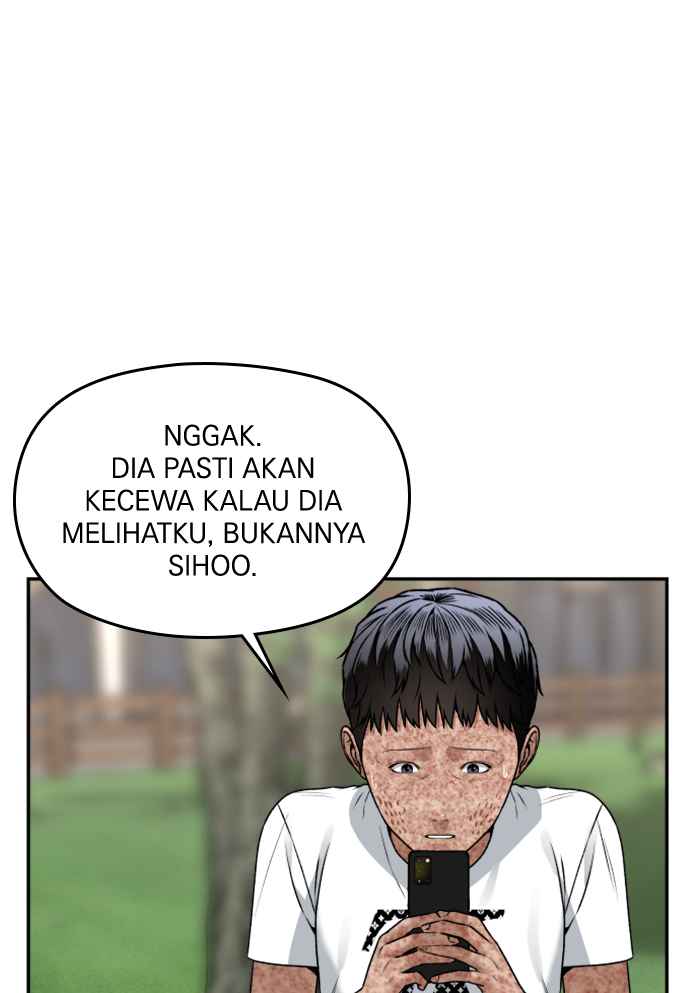 NGGAK.
DIA PASTI AKAN
KECEWA KALAU DIA
MELIHATKU, BUKANNYA
SIHOO.